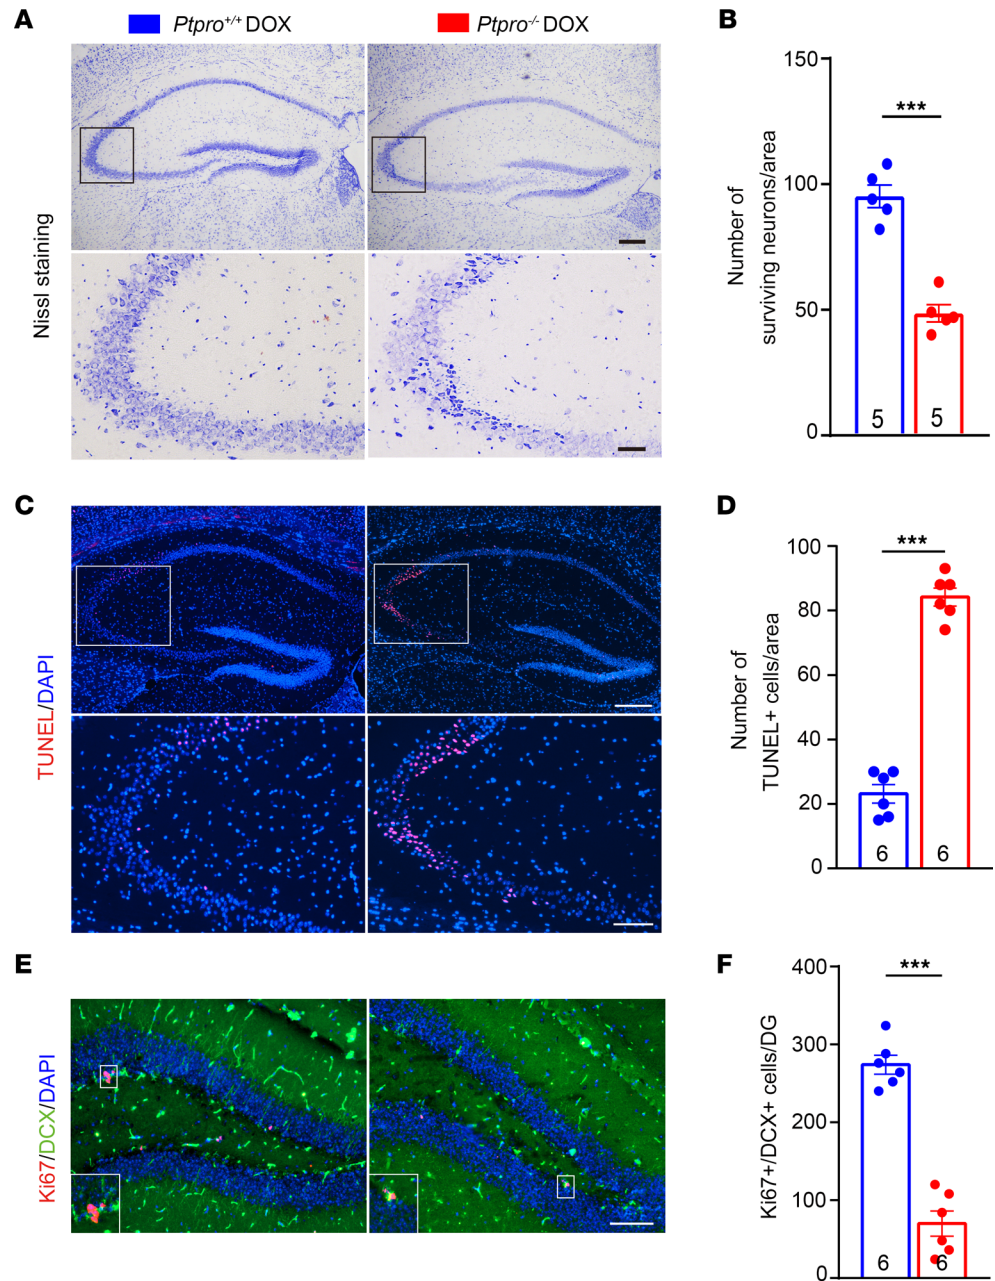 A
Ptpro+/+ DOX
Ptpro-/- DOX
Nissl staining
B
Number of
surviving neurons/area
150
100
50
0
***
5
5
C
TUNEL/DAPI
D
Number of
TUNEL+ cells/area
100
80
60
40
20
0
***
6
6
E
Ki67/DCX/DAPI
F
Ki67+/DCX+ cells/DG
400
300
200
100
0
***
6
6